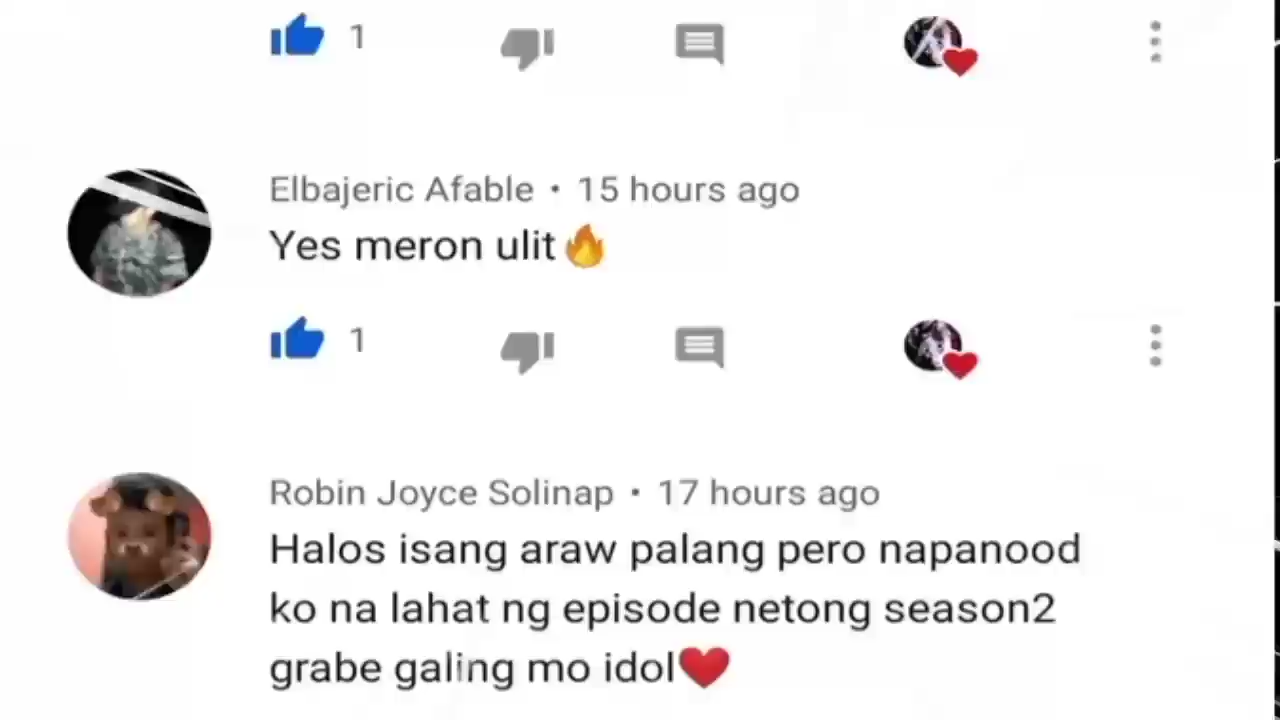 1
Elbajeric Afable • 15 hours ago
Yes meron ulit🔥
1
Robin Joyce Solinap • 17 hours ago
Halos isang araw palang pero napanood
ko na lahat ng episode netong season2
grabe galing mo idol❤️